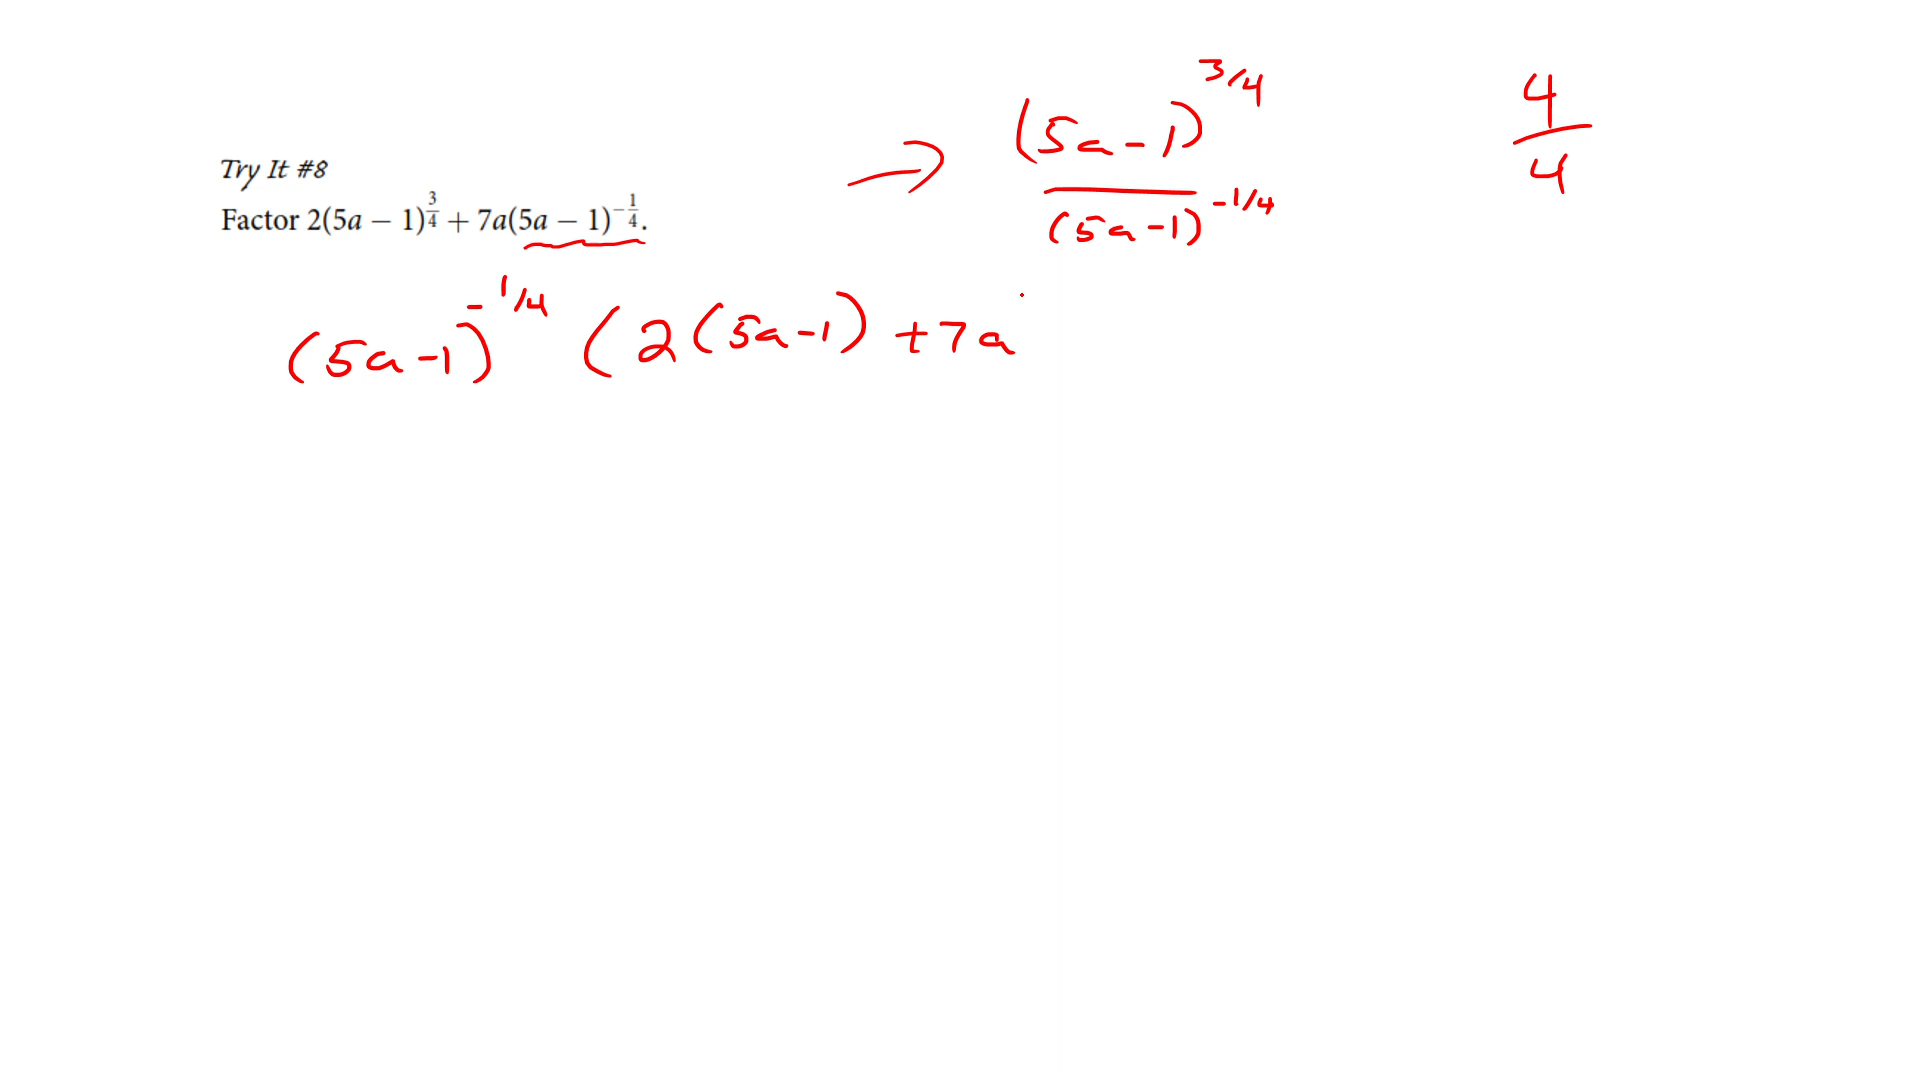 Try It #8
Factor 2(5a − 1)^{3/4} + 7a(5a − 1)^{-1/4}.
(5a-1)^{3/4}
(5a-1)^{-1/4}
4
4
(5a-1)^{-1/4} (2(5a-1) +7a